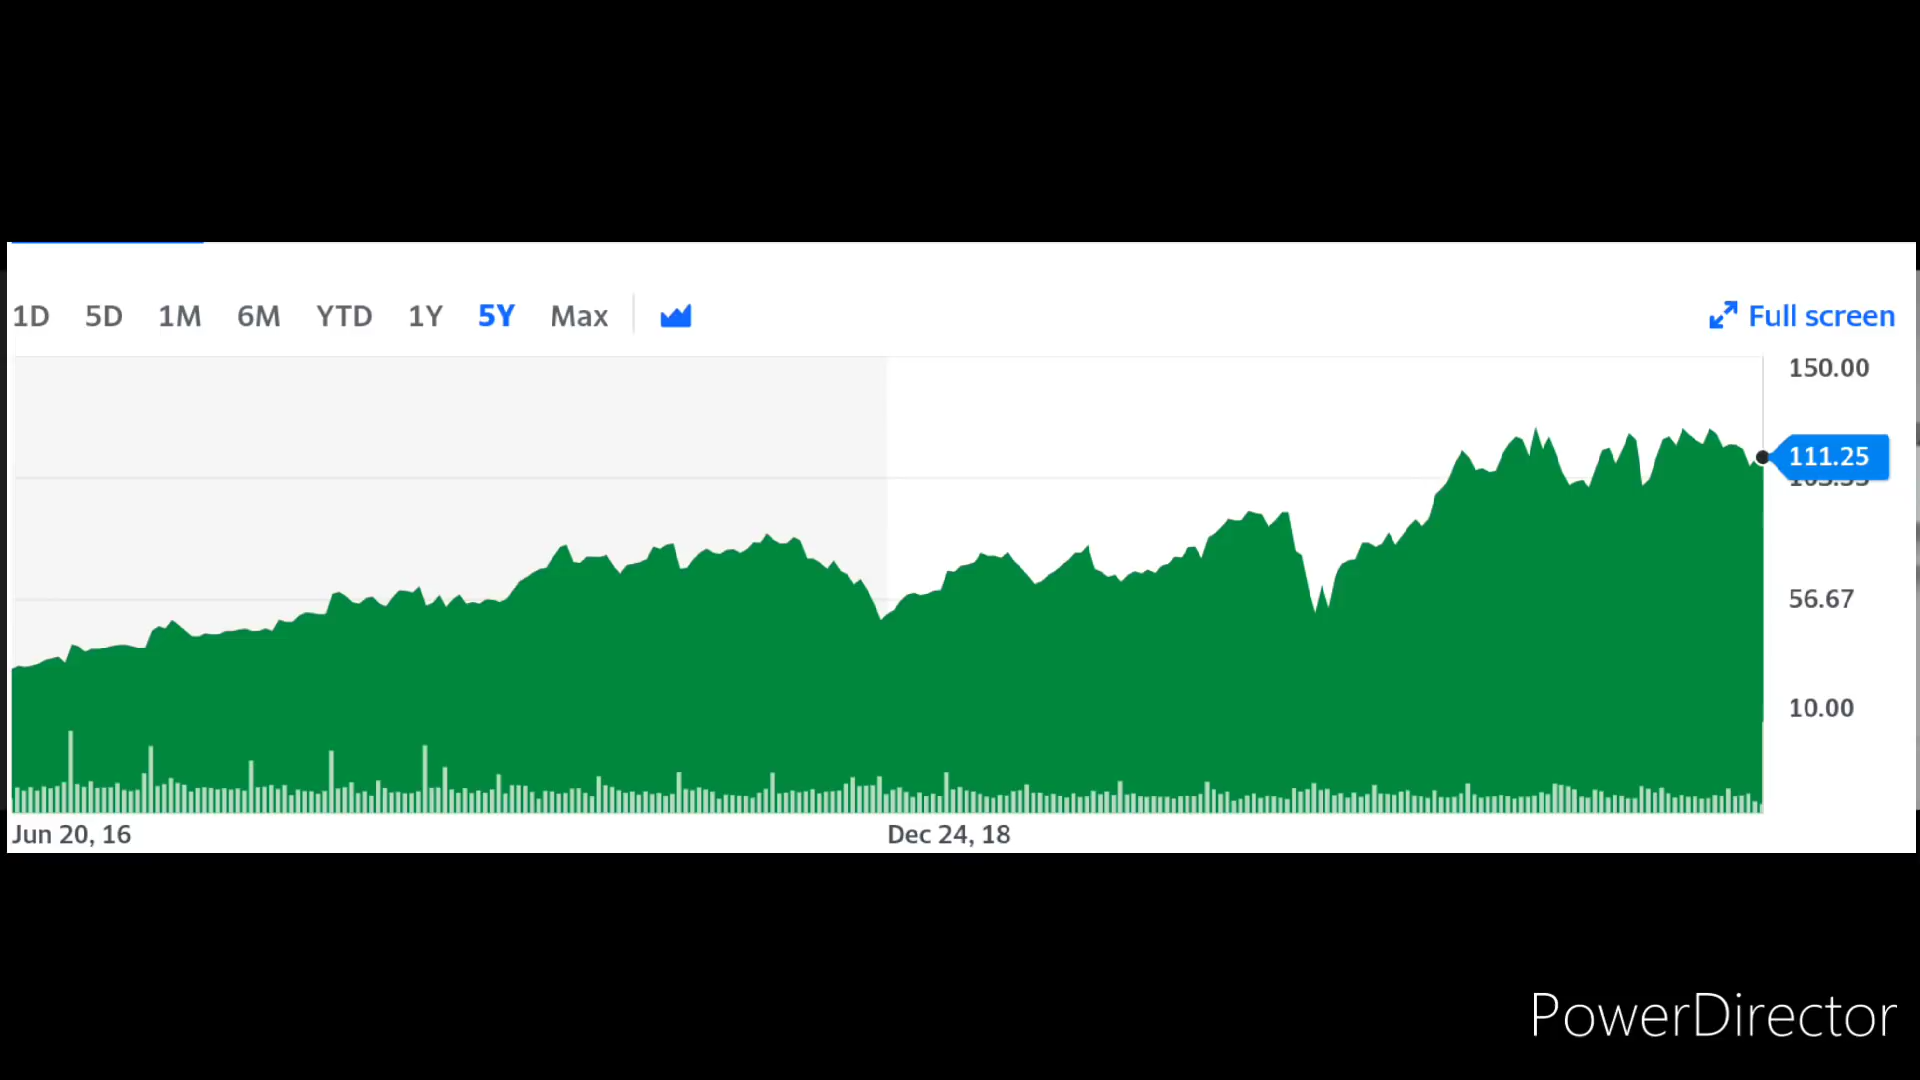 1D 5D 1M 6M YTD 1Y 5Y Max Full screen
150.00
111.25
56.67
10.00
Jun 20, 16 Dec 24, 18
PowerDirector